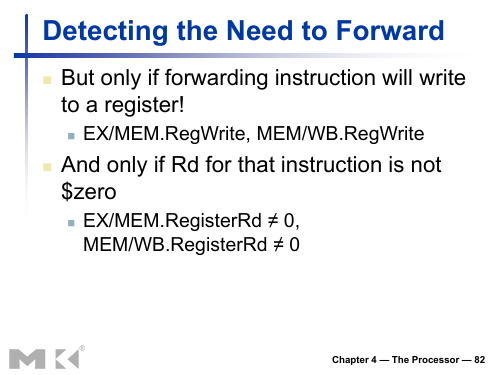 Detecting the Need to Forward
But only if forwarding instruction will write
to a register!
EX/MEM.RegWrite, MEM/WB.RegWrite
And only if Rd for that instruction is not
$zero
EX/MEM.RegisterRd ≠ 0,
MEM/WB.RegisterRd ≠ 0
MK®
Chapter 4 — The Processor — 82